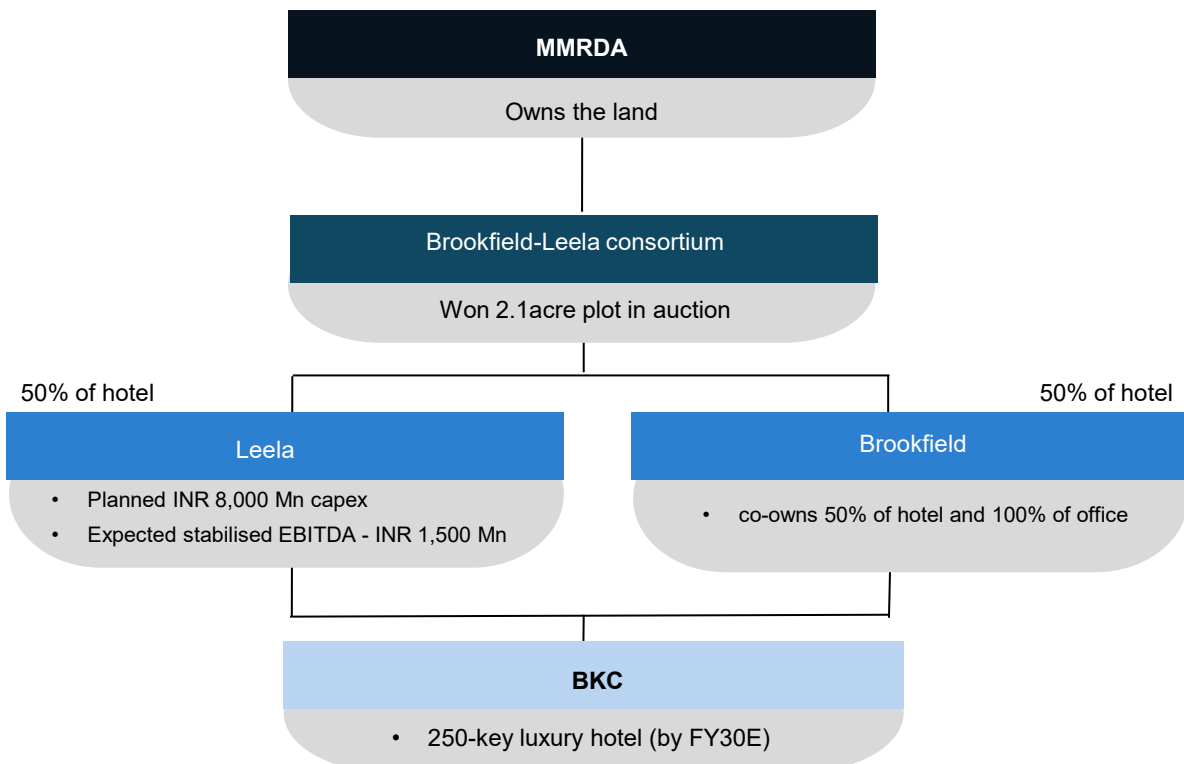 MMRDA
Owns the land
Brookfield-Leela consortium
Won 2.1acre plot in auction
50% of hotel
50% of hotel
Leela
Brookfield
• Planned INR 8,000 Mn capex
• Expected stabilised EBITDA - INR 1,500 Mn
• co-owns 50% of hotel and 100% of office
BKC
• 250-key luxury hotel (by FY30E)